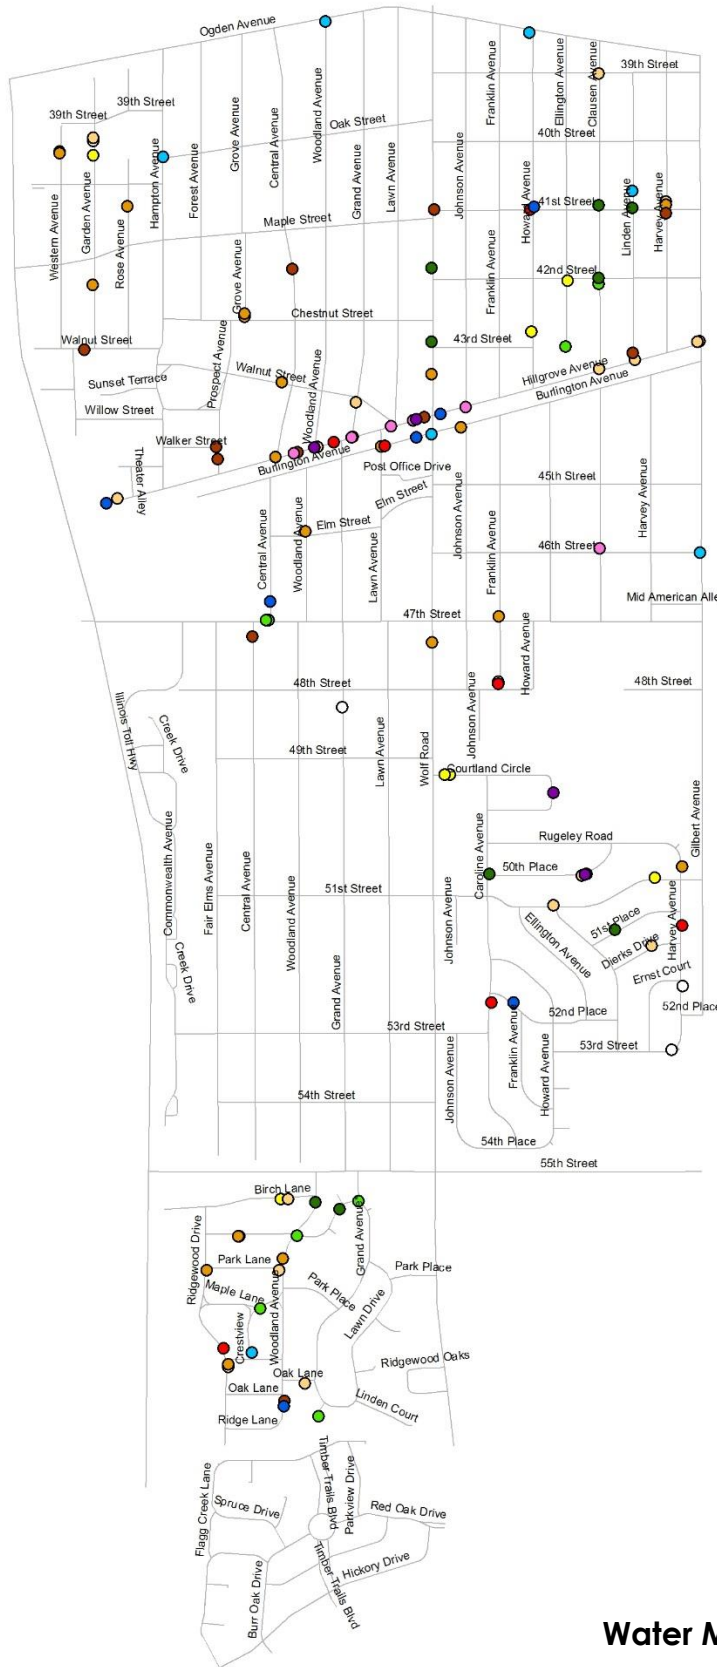 Ogden Avenue
39th Street
39th Street
39th Street
Western Avenue
Garden Avenue
Rose Avenue
Hampton Avenue
Forest Avenue
Grove Avenue
Central Avenue
Woodland Avenue
Oak Street
Grand Avenue
Lawn Avenue
Johnson Avenue
Franklin Avenue
Howard Avenue
Ellington Avenue
Clausen Avenue
Linden Avenue
Harvey Avenue
40th Street
41st Street
Maple Street
42nd Street
Franklin Avenue
Grove Avenue
Chestnut Street
43rd Street
Walnut Street
Sunset Terrace
Prospect Avenue
Walnut Street
Woodland Avenue
Willow Street
Hillgrove Avenue
Burlington Avenue
Walker Street
Burlington Avenue
Theater Alley
Post Office Drive
Elm Street
45th Street
Johnson Avenue
Harvey Avenue
Elm Street
Central Avenue
Woodland Avenue
Lawn Avenue
Franklin Avenue
46th Street
Mid American Alle
47th Street
Howard Avenue
48th Street
48th Street
Illinois Toll Hwy
Creek Drive
Johnson Avenue
49th Street
Lawn Avenue
Wolf Road
Courtland Circle
Commonwealth Avenue
Fair Elms Avenue
Central Avenue
Woodland Avenue
Grand Avenue
Rugeley Road
Gilbert Avenue
Caroline Avenue
50th Place
51st Street
Johnson Avenue
Ellington Avenue
51st Place
Dierks Drive
Harvey Avenue
Ernst Court
Creek Drive
52nd Place
52nd Place
53rd Street
Franklin Avenue
53rd Street
Johnson Avenue
Howard Avenue
54th Street
54th Place
55th Street
Birch Lane
Ridgewood Drive
Grand Avenue
Park Lane
Park Place
Maple Lane
Park Place
Woodland Avenue
Lawn Drive
Crestview
Ridgewood Oaks
Oak Lane
Oak Lane
Linden Court
Ridge Lane
Timber Trails Blvd
Parkview Drive
Flagg Creek Lane
Spruce Drive
Red Oak Drive
Hickory Drive
Timber Trails Blvd
Burr Oak Drive
Water M